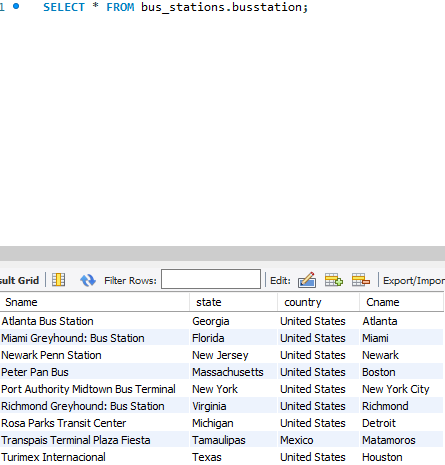 1 SELECT * FROM bus_stations.busstation;
sult Grid Filter Rows: Edit: Export/Impor
Sname state country Cname
Atlanta Bus Station Georgia United States Atlanta
Miami Greyhound: Bus Station Florida United States Miami
Newark Penn Station New Jersey United States Newark
Peter Pan Bus Massachusetts United States Boston
Port Authority Midtown Bus Terminal New York United States New York City
Richmond Greyhound: Bus Station Virginia United States Richmond
Rosa Parks Transit Center Michigan United States Detroit
Transpais Terminal Plaza Fiesta Tamaulipas Mexico Matamoros
Turimex Internacional Texas United States Houston